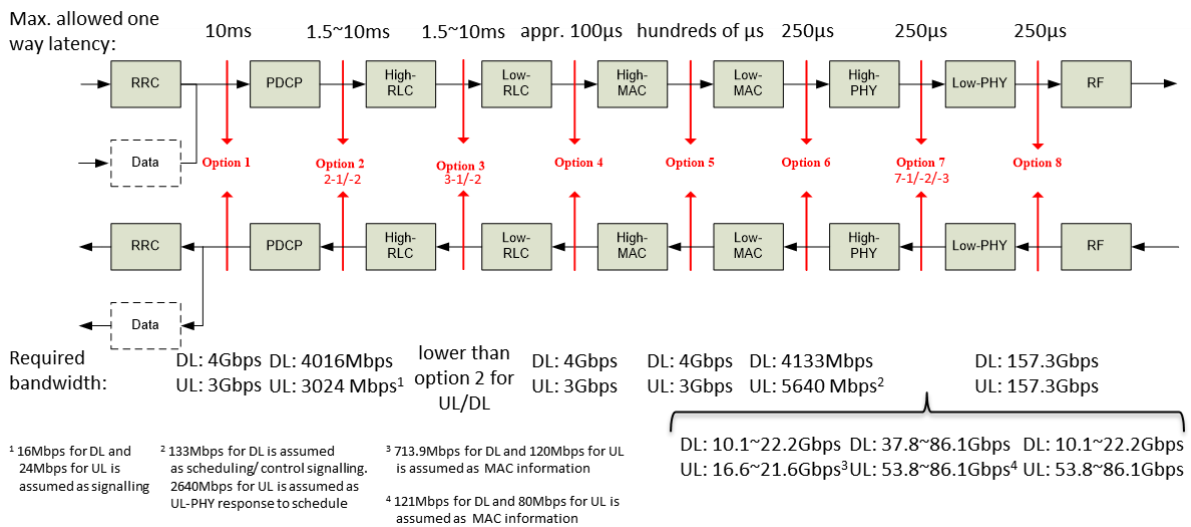 Max. allowed one
way latency:
10ms
1.5~10ms
1.5~10ms
appr. 100µs
hundreds of µs
250µs
250µs
250µs
RRC
PDCP
High-
RLC
Low-
RLC
High-
MAC
Low-
MAC
High-
PHY
Low-PHY
RF
Data
Option 1
Option 2
2-1/-2
Option 3
3-1/-2
Option 4
Option 5
Option 6
Option 7
7-1/-2/-3
Option 8
RRC
PDCP
High-
RLC
Low-
RLC
High-
MAC
Low-
MAC
High-
PHY
Low-PHY
RF
Data
Required
bandwidth:
DL: 4Gbps
UL: 3Gbps
DL: 4016Mbps
UL: 3024 Mbps¹
lower than
option 2 for
UL/DL
DL: 4Gbps
UL: 3Gbps
DL: 4Gbps
UL: 3Gbps
DL: 4133Mbps
UL: 5640 Mbps²
DL: 157.3Gbps
UL: 157.3Gbps
DL: 10.1~22.2Gbps
UL: 16.6~21.6Gbps³
DL: 37.8~86.1Gbps
UL: 53.8~86.1Gbps⁴
DL: 10.1~22.2Gbps
UL: 53.8~86.1Gbps
¹ 16Mbps for DL and
24Mbps for UL is
assumed as signalling
² 133Mbps for DL is assumed
as scheduling/ control signalling.
2640Mbps for UL is assumed as
UL-PHY response to schedule
³ 713.9Mbps for DL and 120Mbps for UL
is assumed as MAC information
⁴ 121Mbps for DL and 80Mbps for UL is
assumed as MAC information